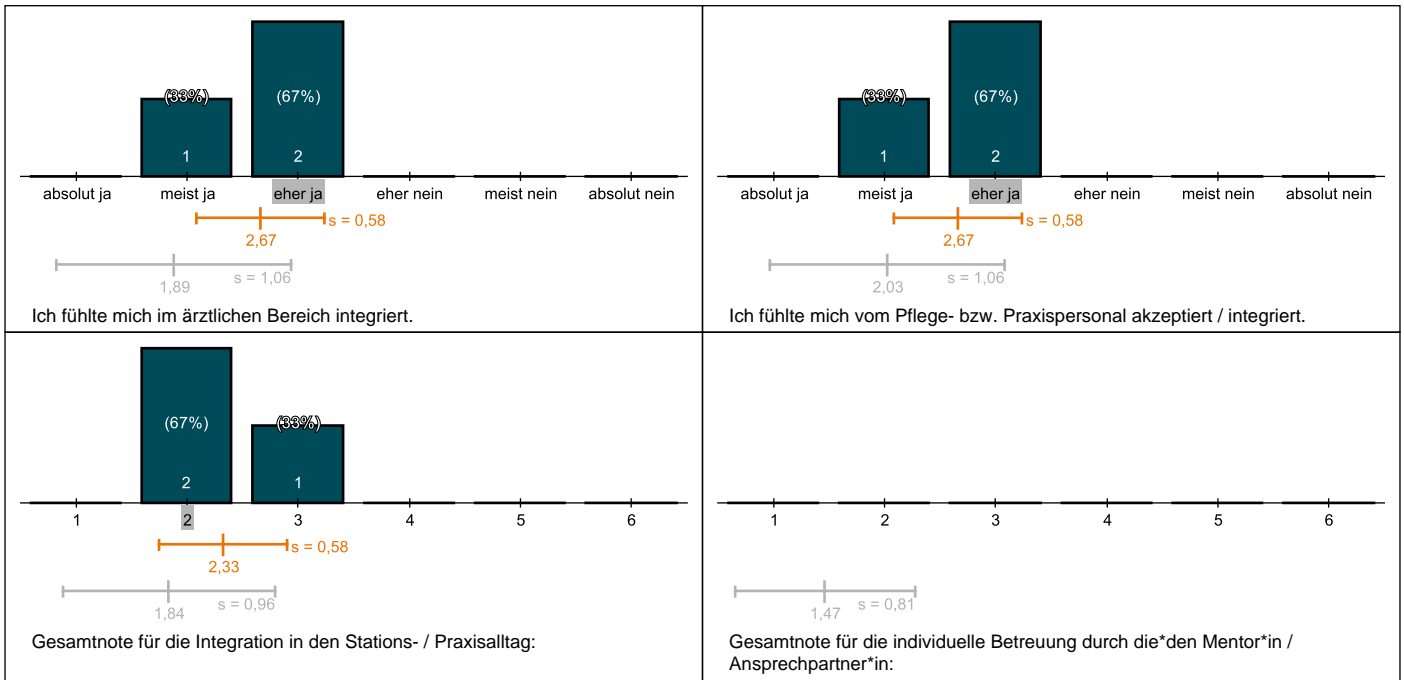 (33%)
(67%)
1
2
absolut ja
meist ja
eher ja
eher nein
meist nein
absolut nein
s = 0,58
2,67
s = 1,06
1,89
Ich fühlte mich im ärztlichen Bereich integriert.
(33%)
(67%)
1
2
absolut ja
meist ja
eher ja
eher nein
meist nein
absolut nein
s = 0,58
2,67
s = 1,06
2,03
Ich fühlte mich vom Pflege- bzw. Praxispersonal akzeptiert / integriert.
(67%)
(33%)
2
1
1
2
3
4
5
6
s = 0,58
2,33
s = 0,96
1,84
Gesamtnote für die Integration in den Stations- / Praxisalltag:
1
2
3
4
5
6
s = 0,81
1,47
Gesamtnote für die individuelle Betreuung durch die*den Mentor*in /
Ansprechpartner*in: